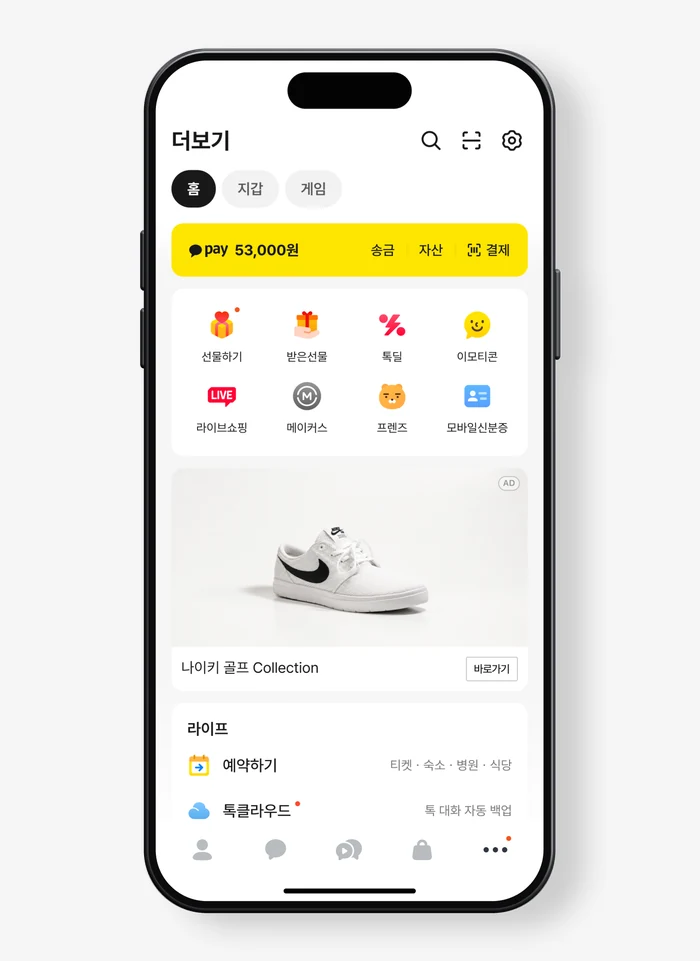 더보기
홈 지갑 게임
pay 53,000원 송금 자산 결제
선물하기 받은선물 톡딜 이모티콘
LIVE M
라이브쇼핑 메이커스 프렌즈 모바일신분증
AD
나이키 골프 Collection 바로가기
라이프
예약하기 티켓 · 숙소 · 병원 · 식당
톡클라우드 톡 대화 자동 백업